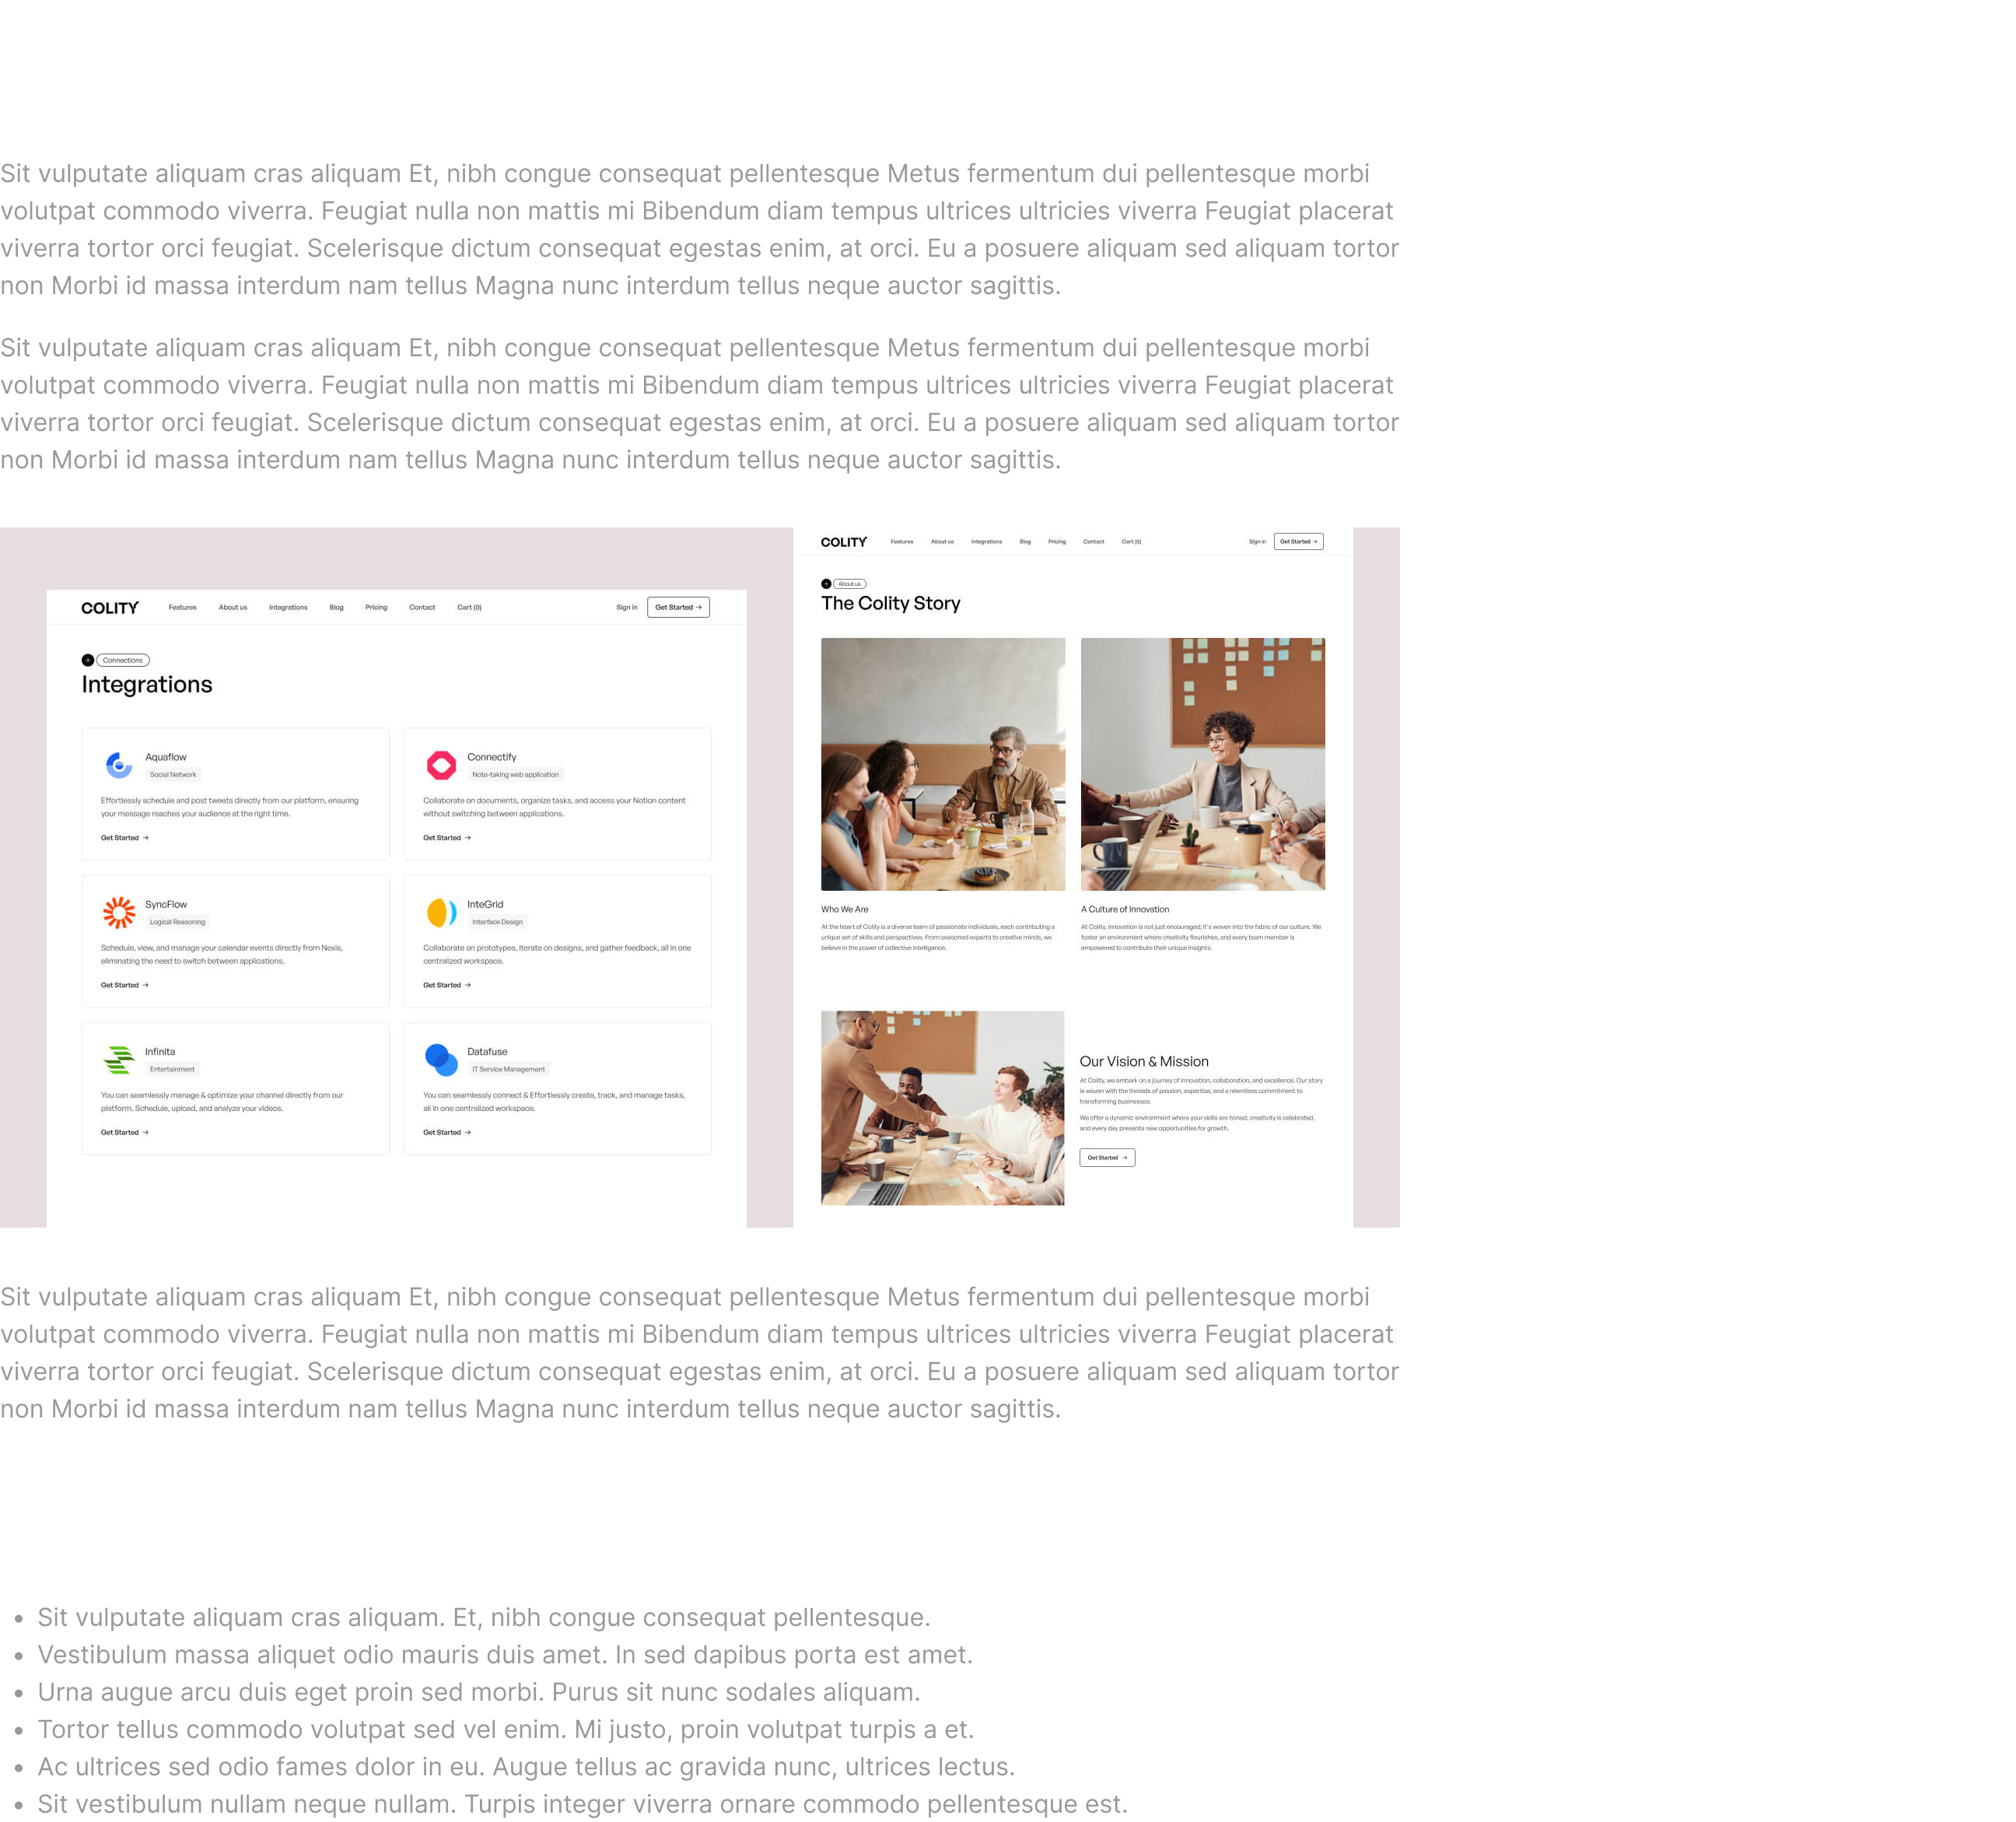 Sit vulputate aliquam cras aliquam Et, nibh congue consequat pellentesque Metus fermentum dui pellentesque morbi
volutpat commodo viverra. Feugiat nulla non mattis mi Bibendum diam tempus ultrices ultricies viverra Feugiat placerat
viverra tortor orci feugiat. Scelerisque dictum consequat egestas enim, at orci. Eu a posuere aliquam sed aliquam tortor
non Morbi id massa interdum nam tellus Magna nunc interdum tellus neque auctor sagittis.
Sit vulputate aliquam cras aliquam Et, nibh congue consequat pellentesque Metus fermentum dui pellentesque morbi
volutpat commodo viverra. Feugiat nulla non mattis mi Bibendum diam tempus ultrices ultricies viverra Feugiat placerat
viverra tortor orci feugiat. Scelerisque dictum consequat egestas enim, at orci. Eu a posuere aliquam sed aliquam tortor
non Morbi id massa interdum nam tellus Magna nunc interdum tellus neque auctor sagittis.
COLITY Features About us Integrations Blog Pricing Contact Cart (0) Sign in Get Started →
Connections
Integrations
Aquaflow
Social Network
Effortlessly schedule and post tweets directly from our platform, ensuring
your message reaches your audience at the right time.
Get Started →
Connectify
Note-taking web application
Collaborate on documents, organize tasks, and access your Notion content
without switching between applications.
Get Started →
SyncFlow
Logical Reasoning
Schedule, view, and manage your calendar events directly from Nexis,
eliminating the need to switch between applications.
Get Started →
InteGrid
Interface Design
Collaborate on prototypes, iterate on designs, and gather feedback, all in one
centralized workspace.
Get Started →
Infinita
Entertainment
You can seamlessly manage & optimize your channel directly from our
platform. Schedule, upload, and analyze your videos.
Get Started →
Datafuse
IT Service Management
You can seamlessly connect & Effortlessly create, track, and manage tasks,
all in one centralized workspace.
Get Started →
COLITY Features About us Integrations Blog Pricing Contact Cart (0) Sign in Get Started →
About us
The Colity Story
Who We Are
At the heart of Colity is a diverse team of passionate individuals, each contributing a
unique set of skills and perspectives. From seasoned experts to creative minds, we
believe in the power of collective intelligence.
A Culture of Innovation
At Colity, innovation is not just encouraged; it's woven into the fabric of our culture. We
foster an environment where creativity flourishes, and every team member is
empowered to contribute their unique insights.
Our Vision & Mission
At Colity, we embark on a journey of innovation, collaboration, and excellence. Our story
is woven with the threads of passion, expertise, and a relentless commitment to
transforming businesses.
We offer a dynamic environment where your skills are honed, creativity is celebrated,
and every day presents new opportunities for growth.
Get Started →
Sit vulputate aliquam cras aliquam Et, nibh congue consequat pellentesque Metus fermentum dui pellentesque morbi
volutpat commodo viverra. Feugiat nulla non mattis mi Bibendum diam tempus ultrices ultricies viverra Feugiat placerat
viverra tortor orci feugiat. Scelerisque dictum consequat egestas enim, at orci. Eu a posuere aliquam sed aliquam tortor
non Morbi id massa interdum nam tellus Magna nunc interdum tellus neque auctor sagittis.
• Sit vulputate aliquam cras aliquam. Et, nibh congue consequat pellentesque.
• Vestibulum massa aliquet odio mauris duis amet. In sed dapibus porta est amet.
• Urna augue arcu duis eget proin sed morbi. Purus sit nunc sodales aliquam.
• Tortor tellus commodo volutpat sed vel enim. Mi justo, proin volutpat turpis a et.
• Ac ultrices sed odio fames dolor in eu. Augue tellus ac gravida nunc, ultrices lectus.
• Sit vestibulum nullam neque nullam. Turpis integer viverra ornare commodo pellentesque est.